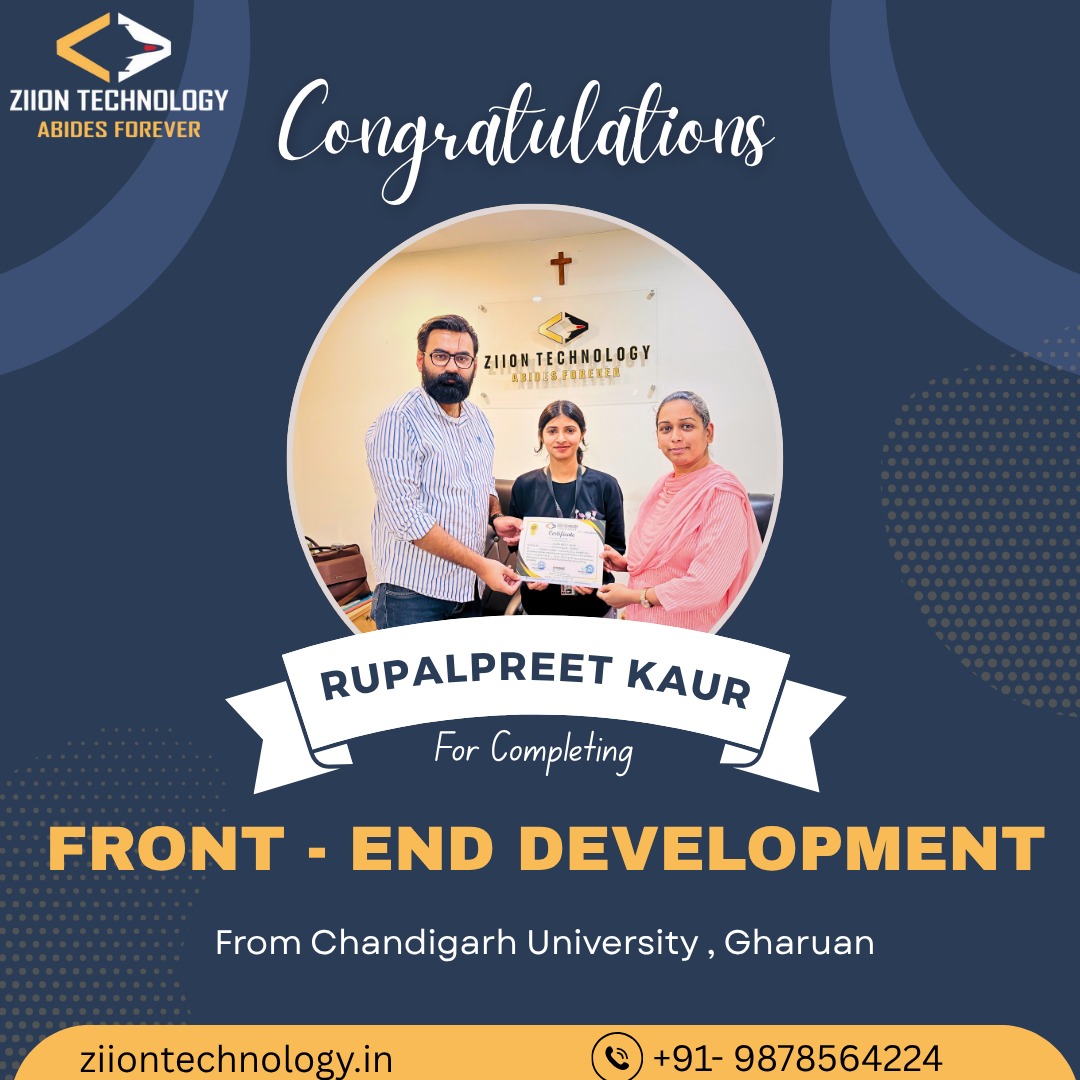 ZIION TECHNOLOGY
ABIDES FOREVER
Congratulations
ZIION TECHNOLOGY
ABIDES FOREVER
Certificate
RUPALPREET KAUR
For Completing
FRONT - END DEVELOPMENT
From Chandigarh University , Gharuan
ziiontechnology.in
+91- 9878564224